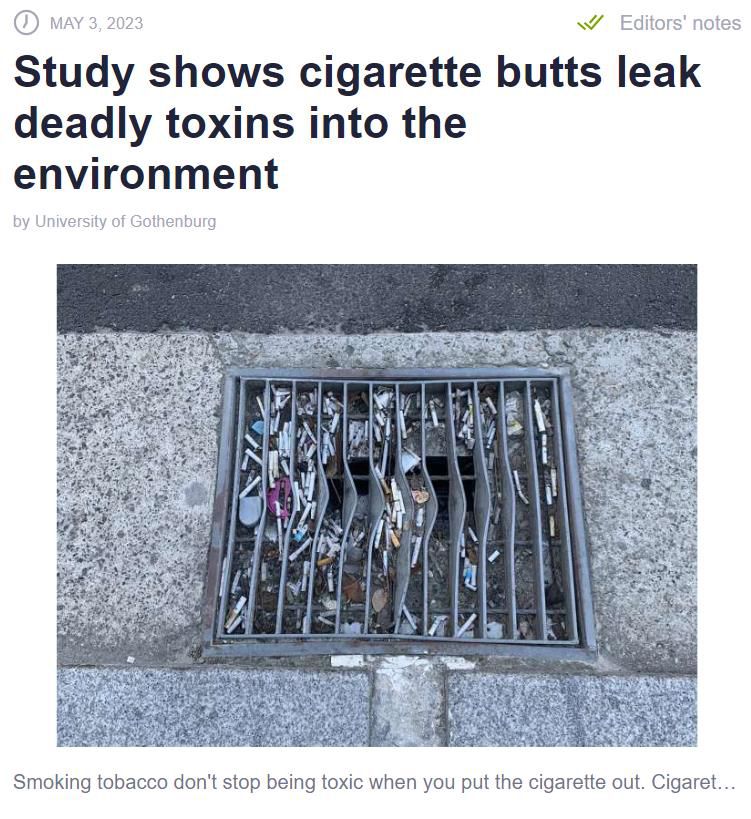 MAY 3, 2023
Editors' notes
Study shows cigarette butts leak
deadly toxins into the
environment
by University of Gothenburg
Smoking tobacco don't stop being toxic when you put the cigarette out. Cigaret…